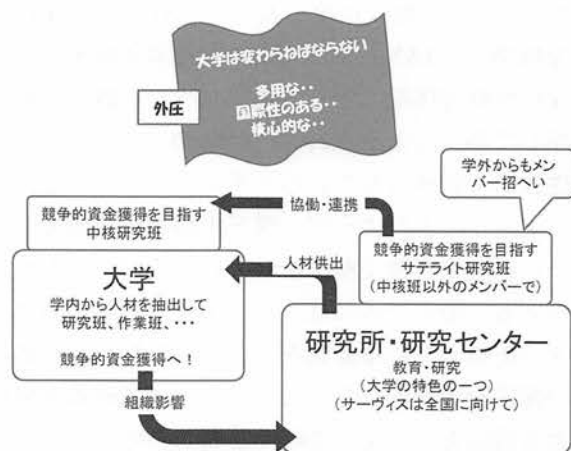 大学は変わらねばならない
多用な・・
国際性のある・・
核心的な・・
外圧
学外からもメン
バー招へい
競争的資金獲得を目指す
中核研究班
協働・連携
競争的資金獲得を目指す
サテライト研究班
(中核班以外のメンバーで)
大学
学内から人材を抽出して
研究班、作業班、・・・
競争的資金獲得へ！
人材供出
研究所・研究センター
教育・研究
(大学の特色の一つ)
(サーヴィスは全国に向けて)
組織影響